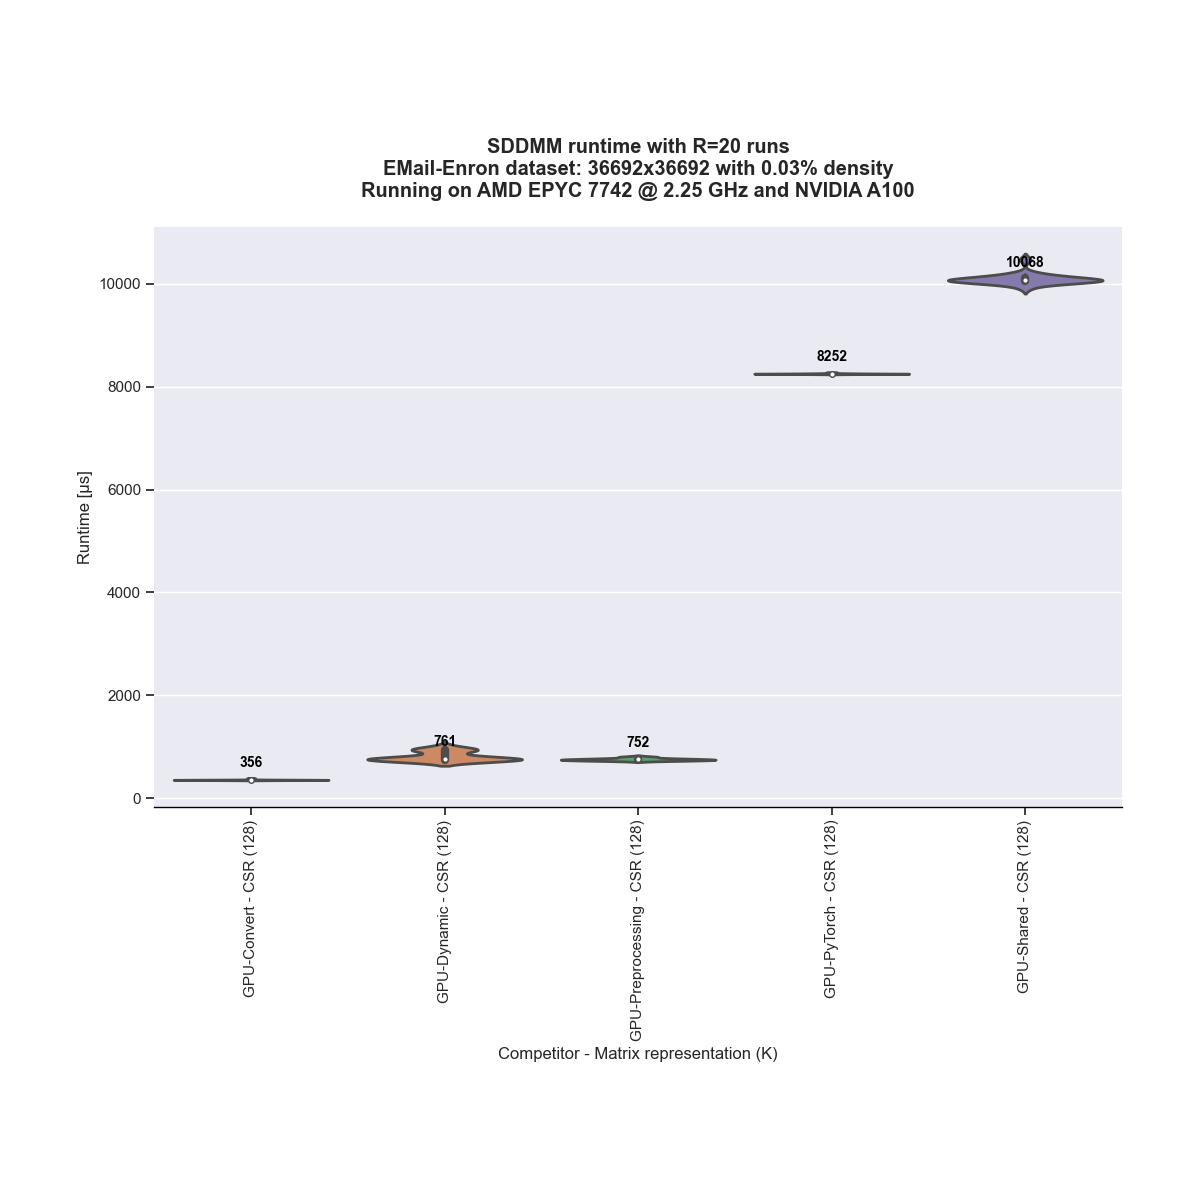 SDDMM runtime with R=20 runs
EMail-Enron dataset: 36692x36692 with 0.03% density
Running on AMD EPYC 7742 @ 2.25 GHz and NVIDIA A100
Runtime [μs]
10000
8000
6000
4000
2000
0
356
761
752
8252
10068
GPU-Convert - CSR (128)
GPU-Dynamic - CSR (128)
GPU-Preprocessing - CSR (128)
GPU-PyTorch - CSR (128)
GPU-Shared - CSR (128)
Competitor - Matrix representation (K)